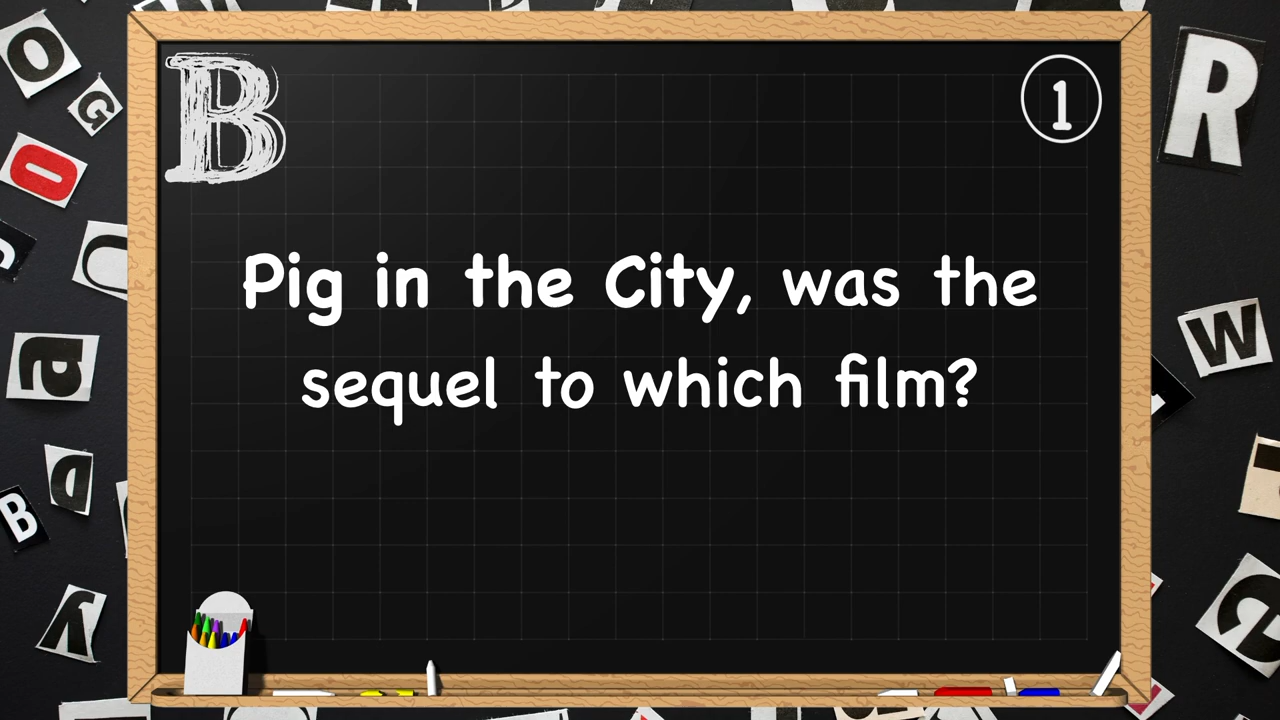 B
1
Pig in the City, was the
sequel to which film?
O
G
O
a
D
B
y
R
W